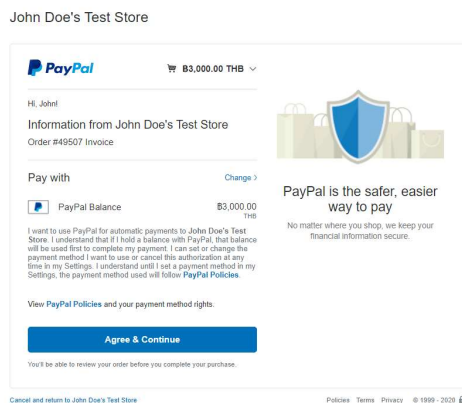 John Doe's Test Store
PayPal
฿3,000.00 THB
Hi, John!
Information from John Doe's Test Store
Order #49507 Invoice
Pay with
Change
PayPal Balance
฿3,000.00
THB
I want to use PayPal for automatic payments to John Doe's Test
Store. I understand that if I hold a balance with PayPal, that balance
will be used first to complete my payment. I can set or change the
payment method I want to use or cancel this authorization at any
time in my Settings. I understand until I set a payment method in my
Settings, the payment method used will follow PayPal Policies.
View PayPal Policies and your payment method rights.
Agree & Continue
You'll be able to review your order before you complete your purchase.
PayPal is the safer, easier
way to pay
No matter where you shop, we keep your
financial information secure.
Cancel and return to John Doe's Test Store
Policies Terms Privacy © 1999 - 2020